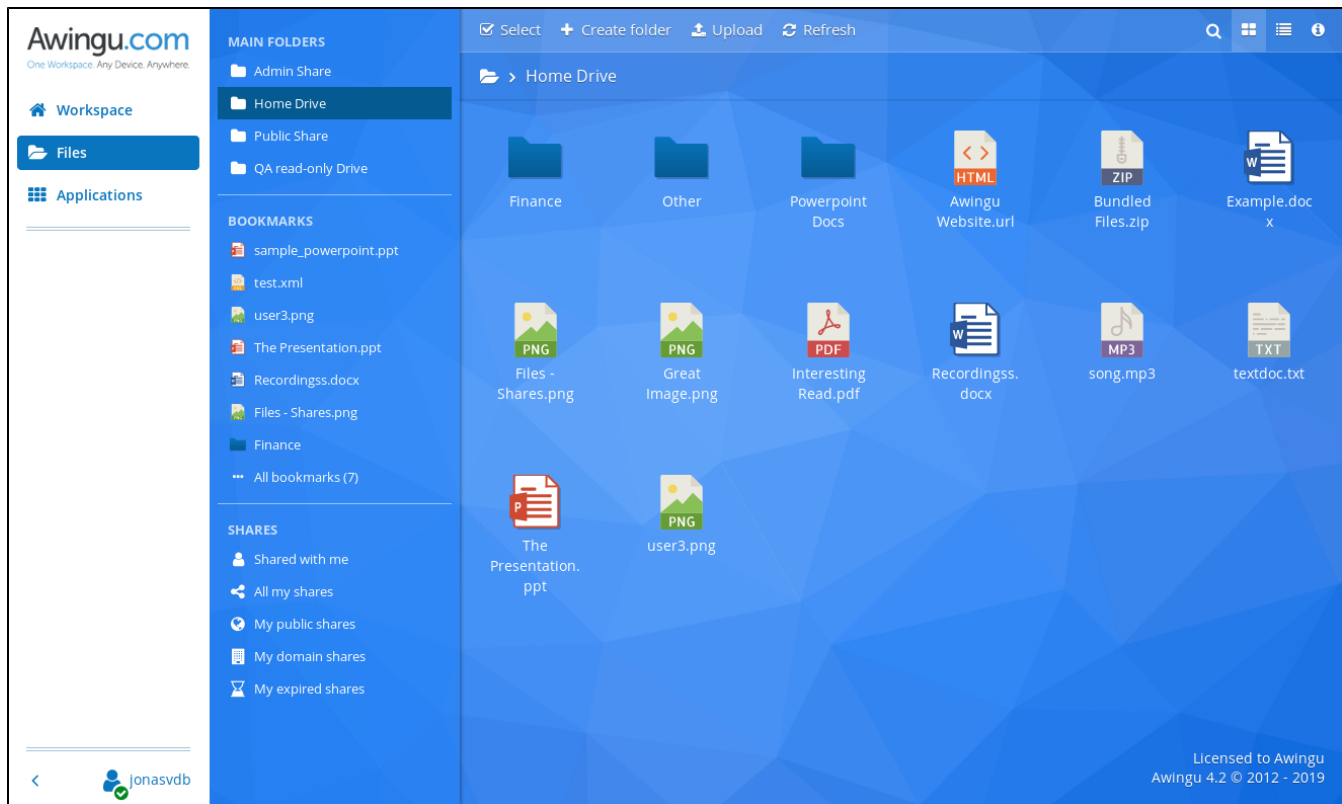 Awingu.com
One Workspace. Any Device. Anywhere.
Workspace
Files
Applications
jonasvdb
MAIN FOLDERS
Admin Share
Home Drive
Public Share
QA read-only Drive
BOOKMARKS
sample_powerpoint.ppt
test.xml
user3.png
The Presentation.ppt
Recordingss.docx
Files - Shares.png
Finance
All bookmarks (7)
SHARES
Shared with me
All my shares
My public shares
My domain shares
My expired shares
Select
Create folder
Upload
Refresh
Home Drive
Finance
Other
Powerpoint
Docs
HTML
Awingu
Website.url
ZIP
Bundled
Files.zip
W
Example.doc
x
PNG
Files -
Shares.png
PNG
Great
Image.png
PDF
Interesting
Read.pdf
W
Recordingss.
docx
MP3
song.mp3
TXT
textdoc.txt
P
The
Presentation.
ppt
PNG
user3.png
Licensed to Awingu
Awingu 4.2 © 2012 - 2019